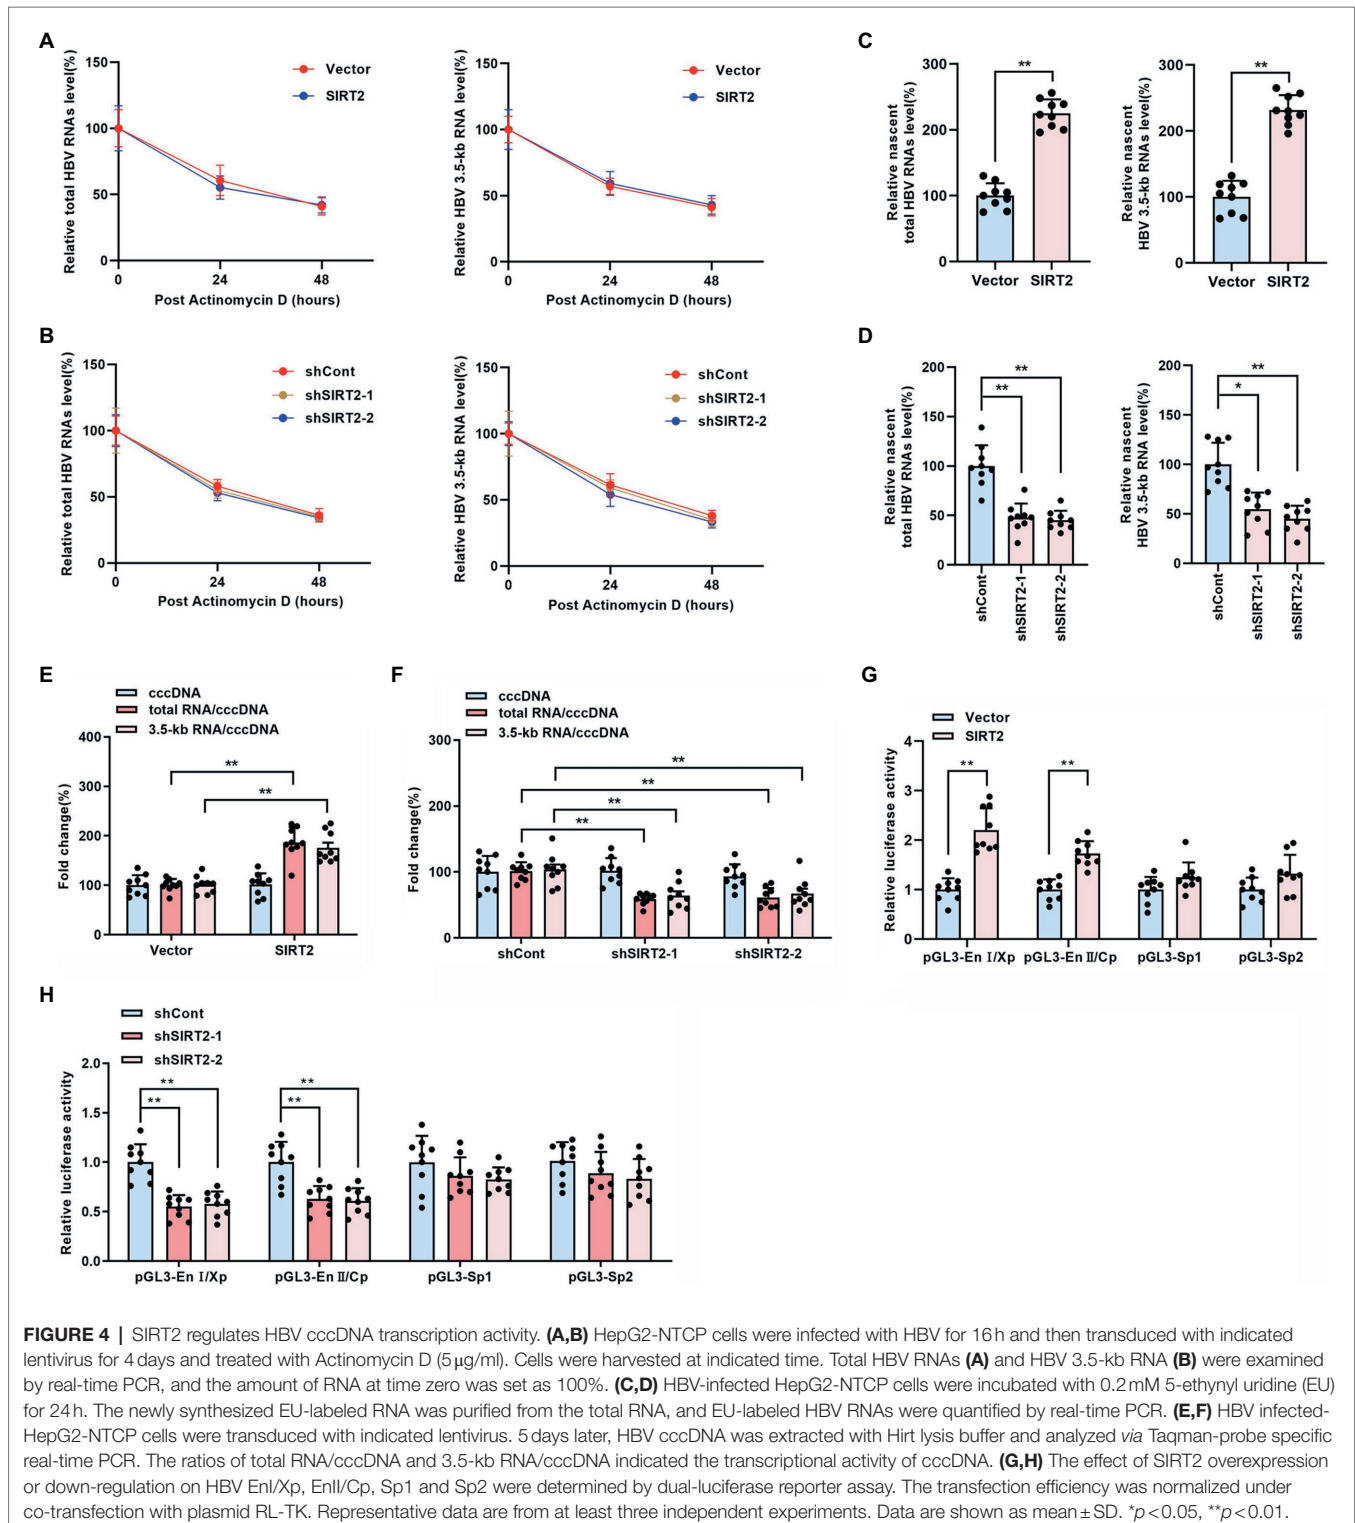 A
Relative total HBV RNAs level(%)
150
100
50
0
0 24 48
Post Actinomycin D (hours)
Vector
SIRT2
Relative HBV 3.5-kb RNA level(%)
150
100
50
0
0 24 48
Post Actinomycin D (hours)
Vector
SIRT2
B
Relative total HBV RNAs level(%)
150
100
50
0
0 24 48
Post Actinomycin D (hours)
shCont
shSIRT2-1
shSIRT2-2
Relative HBV 3.5-kb RNA level(%)
150
100
50
0
0 24 48
Post Actinomycin D (hours)
shCont
shSIRT2-1
shSIRT2-2
C
Relative nascent
total HBV RNAs level(%)
300
200
100
0
**
Vector SIRT2
Relative nascent
HBV 3.5-kb RNAs level(%)
300
200
100
0
**
Vector SIRT2
D
Relative nascent
total HBV RNAs level(%)
200
150
100
50
0
**
**
shCont
shSIRT2-1
shSIRT2-2
Relative nascent
HBV 3.5-kb RNA level(%)
200
150
100
50
0
**
*
shCont
shSIRT2-1
shSIRT2-2
E
cccDNA
total RNA/cccDNA
3.5-kb RNA/cccDNA
Fold change(%)
400
300
200
100
0
**
**
Vector SIRT2
F
cccDNA
total RNA/cccDNA
3.5-kb RNA/cccDNA
Fold change(%)
300
200
100
0
**
**
**
**
shCont shSIRT2-1 shSIRT2-2
G
Vector
SIRT2
Relative luciferase activity
4
3
2
1
0
** **
pGL3-En I/Xp pGL3-En II/Cp pGL3-Sp1 pGL3-Sp2
H
shCont
shSIRT2-1
shSIRT2-2
Relative luciferase activity
2.0
1.5
1.0
0.5
0.0
** **
** **
pGL3-En I/Xp pGL3-En II/Cp pGL3-Sp1 pGL3-Sp2
FIGURE 4 | SIRT2 regulates HBV cccDNA transcription activity. (A,B) HepG2-NTCP cells were infected with HBV for 16 h and then transduced with indicated
lentivirus for 4 days and treated with Actinomycin D (5 μg/ml). Cells were harvested at indicated time. Total HBV RNAs (A) and HBV 3.5-kb RNA (B) were examined
by real-time PCR, and the amount of RNA at time zero was set as 100%. (C,D) HBV-infected HepG2-NTCP cells were incubated with 0.2 mM 5-ethynyl uridine (EU)
for 24 h. The newly synthesized EU-labeled RNA was purified from the total RNA, and EU-labeled HBV RNAs were quantified by real-time PCR. (E,F) HBV infected-
HepG2-NTCP cells were transduced with indicated lentivirus. 5 days later, HBV cccDNA was extracted with Hirt lysis buffer and analyzed via Taqman-probe specific
real-time PCR. The ratios of total RNA/cccDNA and 3.5-kb RNA/cccDNA indicated the transcriptional activity of cccDNA. (G,H) The effect of SIRT2 overexpression
or down-regulation on HBV EnI/Xp, EnII/Cp, Sp1 and Sp2 were determined by dual-luciferase reporter assay. The transfection efficiency was normalized under
co-transfection with plasmid RL-TK. Representative data are from at least three independent experiments. Data are shown as mean ± SD. *p < 0.05, **p < 0.01.